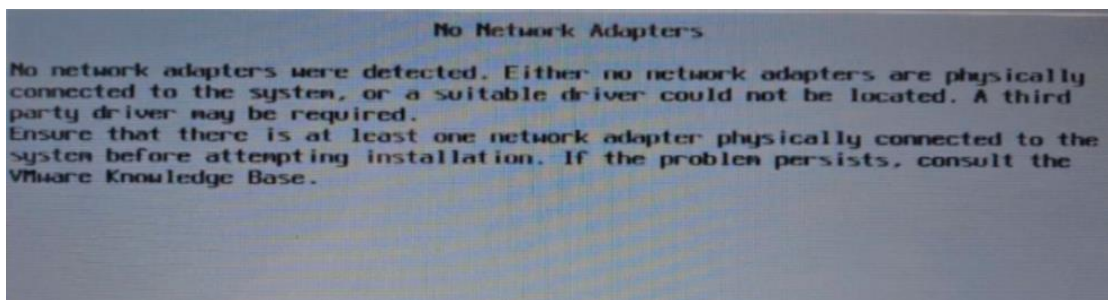 No Network Adapters
No network adapters were detected. Either no network adapters are physically
connected to the system, or a suitable driver could not be located. A third
party driver may be required.
Ensure that there is at least one network adapter physically connected to the
system before attempting installation. If the problem persists, consult the
VMware Knowledge Base.